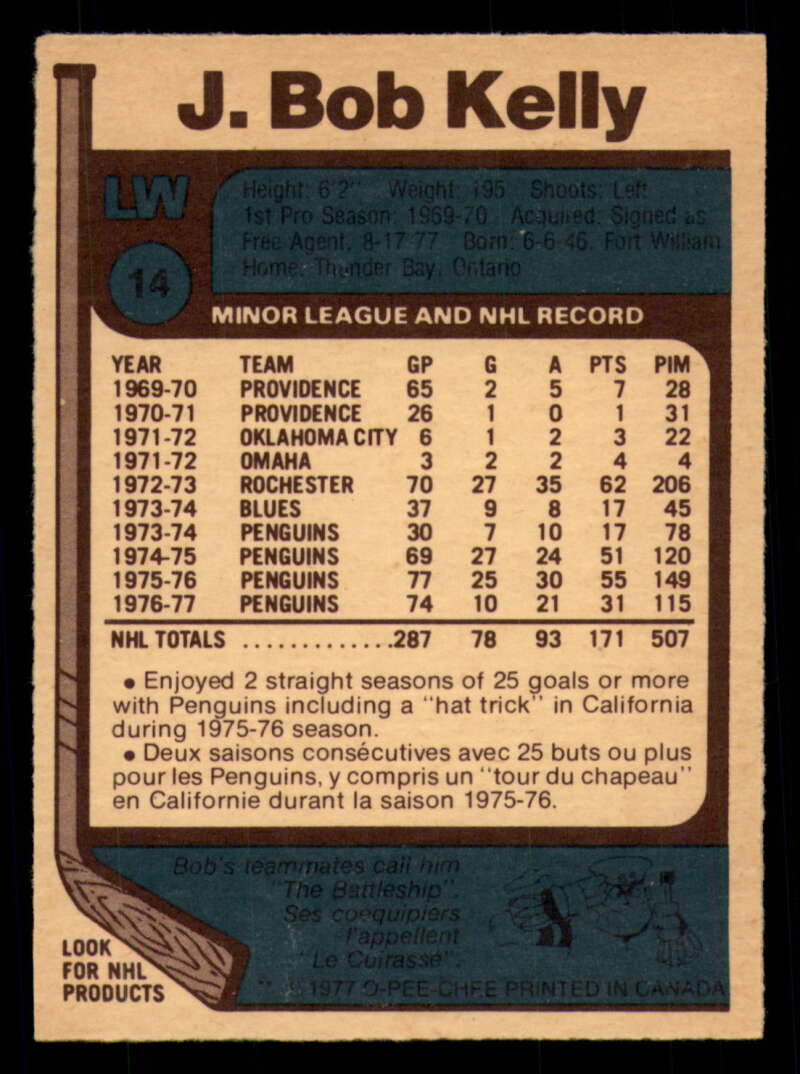 J. Bob Kelly
LW
Height: 6'2" Weight: 195 Shoots: Left
1st Pro Season: 1969-70 Acquired: Signed as
Free Agent, 8-17-77 Born: 6-6-46, Fort William
Home: Thunder Bay, Ontario
14
MINOR LEAGUE AND NHL RECORD
YEAR TEAM GP G A PTS PIM
1969-70 PROVIDENCE 65 2 5 7 28
1970-71 PROVIDENCE 26 1 0 1 31
1971-72 OKLAHOMA CITY 6 1 2 3 22
1971-72 OMAHA 3 2 2 4 4
1972-73 ROCHESTER 70 27 35 62 206
1973-74 BLUES 37 9 8 17 45
1973-74 PENGUINS 30 7 10 17 78
1974-75 PENGUINS 69 27 24 51 120
1975-76 PENGUINS 77 25 30 55 149
1976-77 PENGUINS 74 10 21 31 115
NHL TOTALS ..............287 78 93 171 507
• Enjoyed 2 straight seasons of 25 goals or more
with Penguins including a "hat trick" in California
during 1975-76 season.
• Deux saisons consécutives avec 25 buts ou plus
pour les Penguins, y compris un "tour du chapeau"
en Californie durant la saison 1975-76.
Bob's teammates call him
"The Battleship".
Ses coequipiers
l'appellent
"Le Cuirassé".
LOOK
FOR NHL
PRODUCTS
** © 1977 O-PEE-CHEE PRINTED IN CANADA